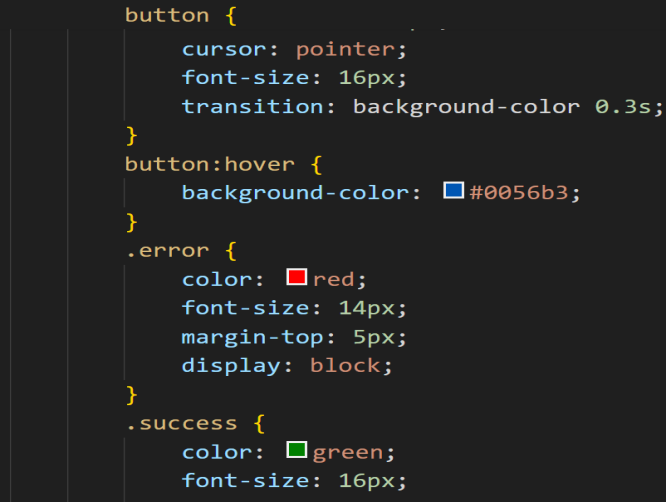 button {
cursor: pointer;
font-size: 16px;
transition: background-color 0.3s;
}
button:hover {
background-color: #0056b3;
}
.error {
color: red;
font-size: 14px;
margin-top: 5px;
display: block;
}
.success {
color: green;
font-size: 16px;